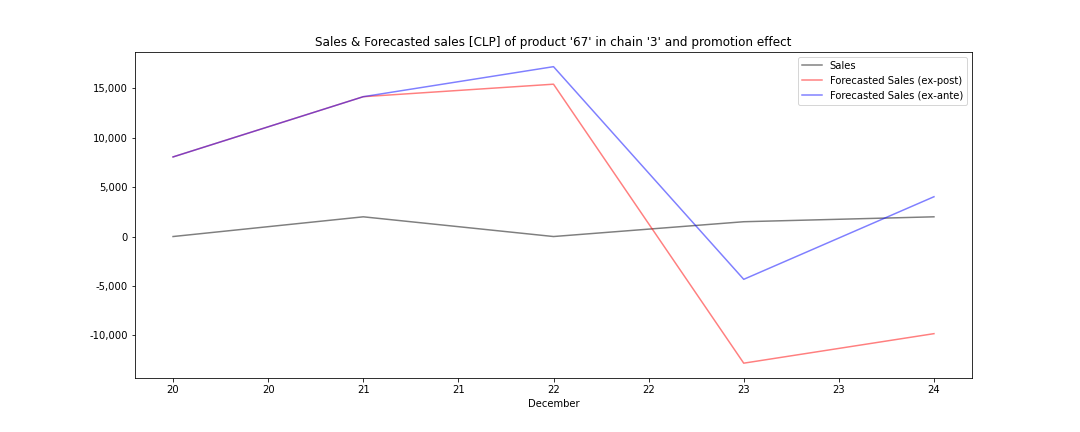 Sales & Forecasted sales [CLP] of product '67' in chain '3' and promotion effect
Sales
Forecasted Sales (ex-post)
Forecasted Sales (ex-ante)
15,000
10,000
5,000
0
-5,000
-10,000
20 20 21 21 22 22 23 23 24
December